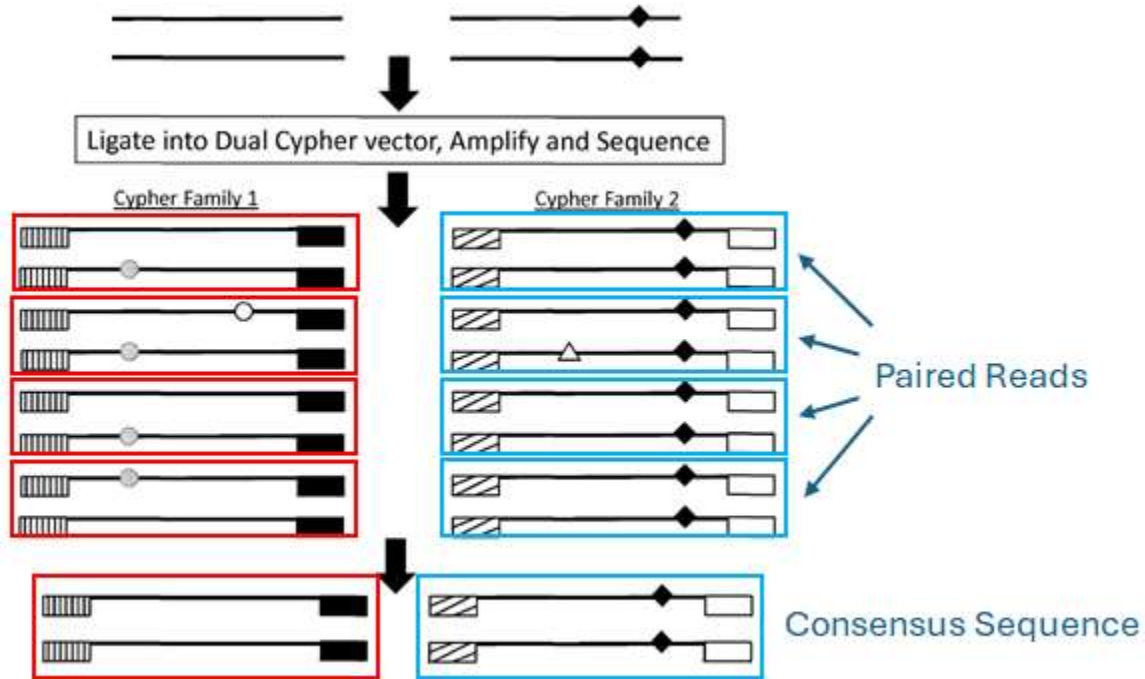 Ligate into Dual Cypher vector, Amplify and Sequence
Cypher Family 1
Cypher Family 2
Paired Reads
Consensus Sequence